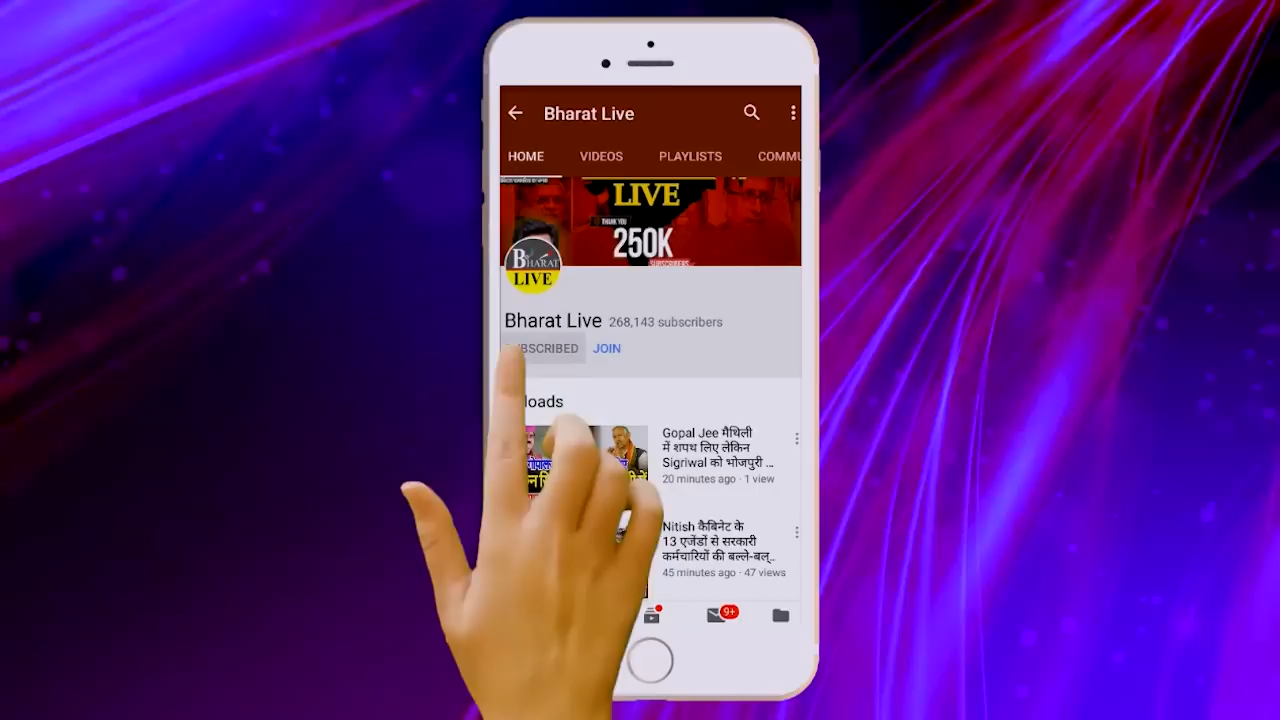 Bharat Live
HOME VIDEOS PLAYLISTS COMMU
LIVE
THANK YOU
250K
SUBSCRIBERS
BHARAT
LIVE
Bharat Live 268,143 subscribers
UBSCRIBED JOIN
loads
Gopal Jee मैथिली
में शपथ लिए लेकिन
Sigriwal को भोजपुरी ...
20 minutes ago · 1 view
Nitish कैबिनेट के
13 एजेंडों से सरकारी
कर्मचारियों की बल्ले-बल्..
45 minutes ago · 47 views
9+